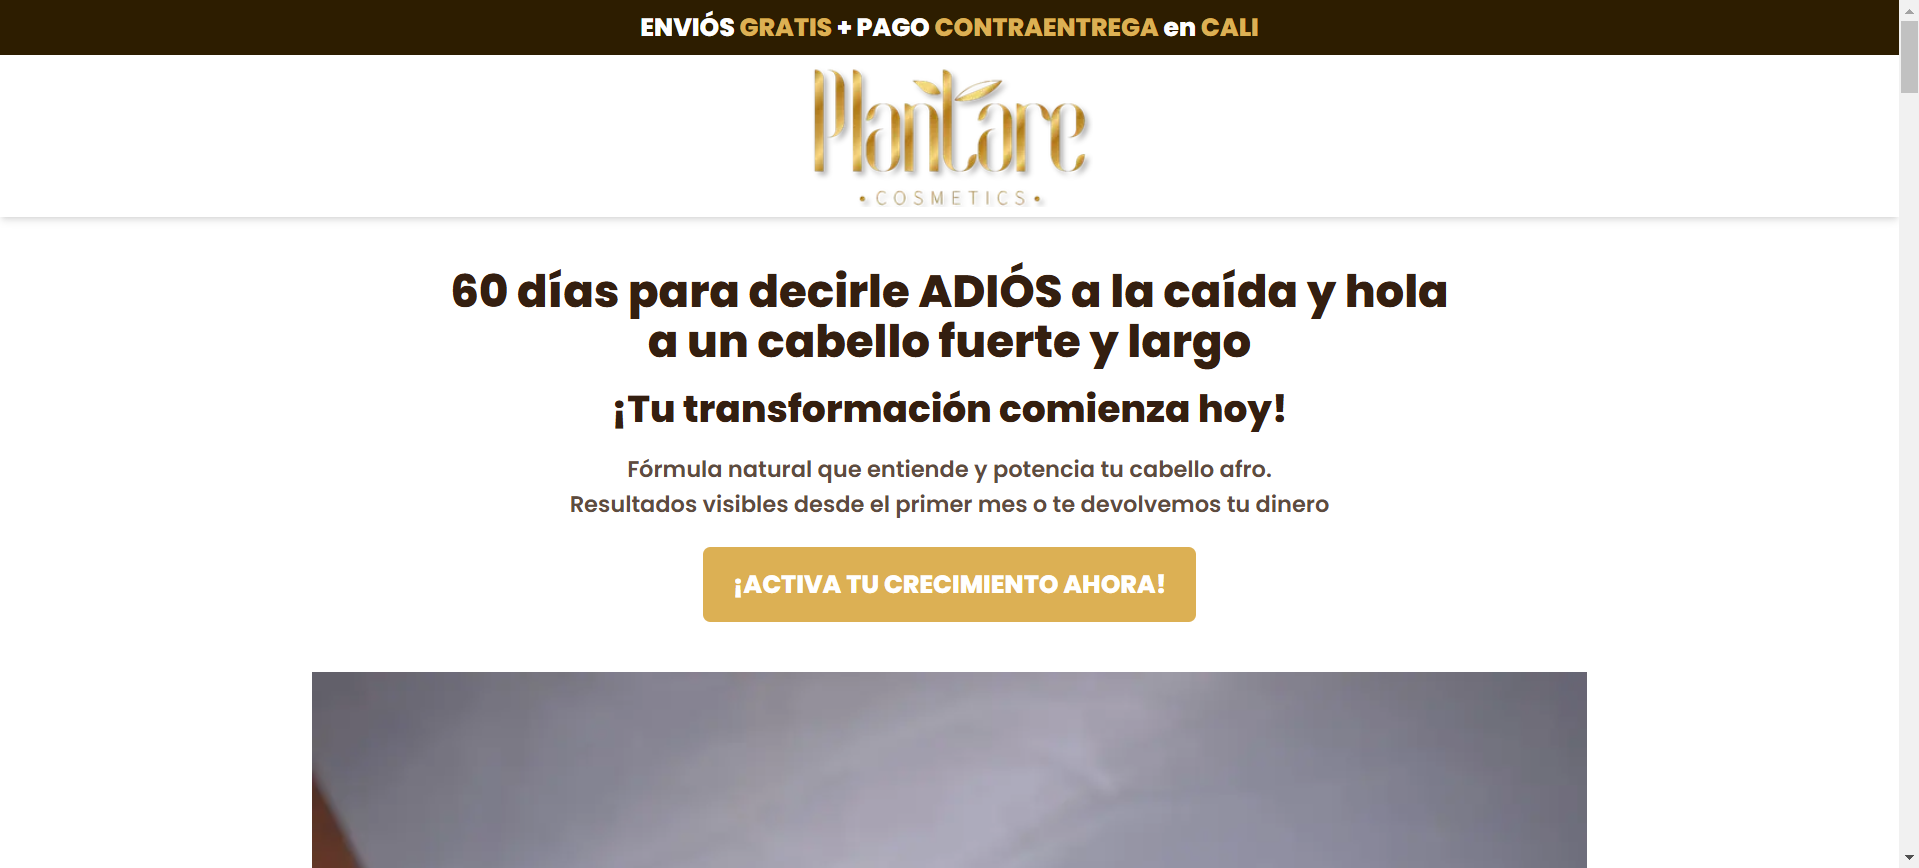 ENVIÓS GRATIS + PAGO CONTRAENTREGA en CALI
Plantare
• COSMETICS •
60 días para decirle ADIÓS a la caída y hola
a un cabello fuerte y largo
¡Tu transformación comienza hoy!
Fórmula natural que entiende y potencia tu cabello afro.
Resultados visibles desde el primer mes o te devolvemos tu dinero
¡ACTIVA TU CRECIMIENTO AHORA!